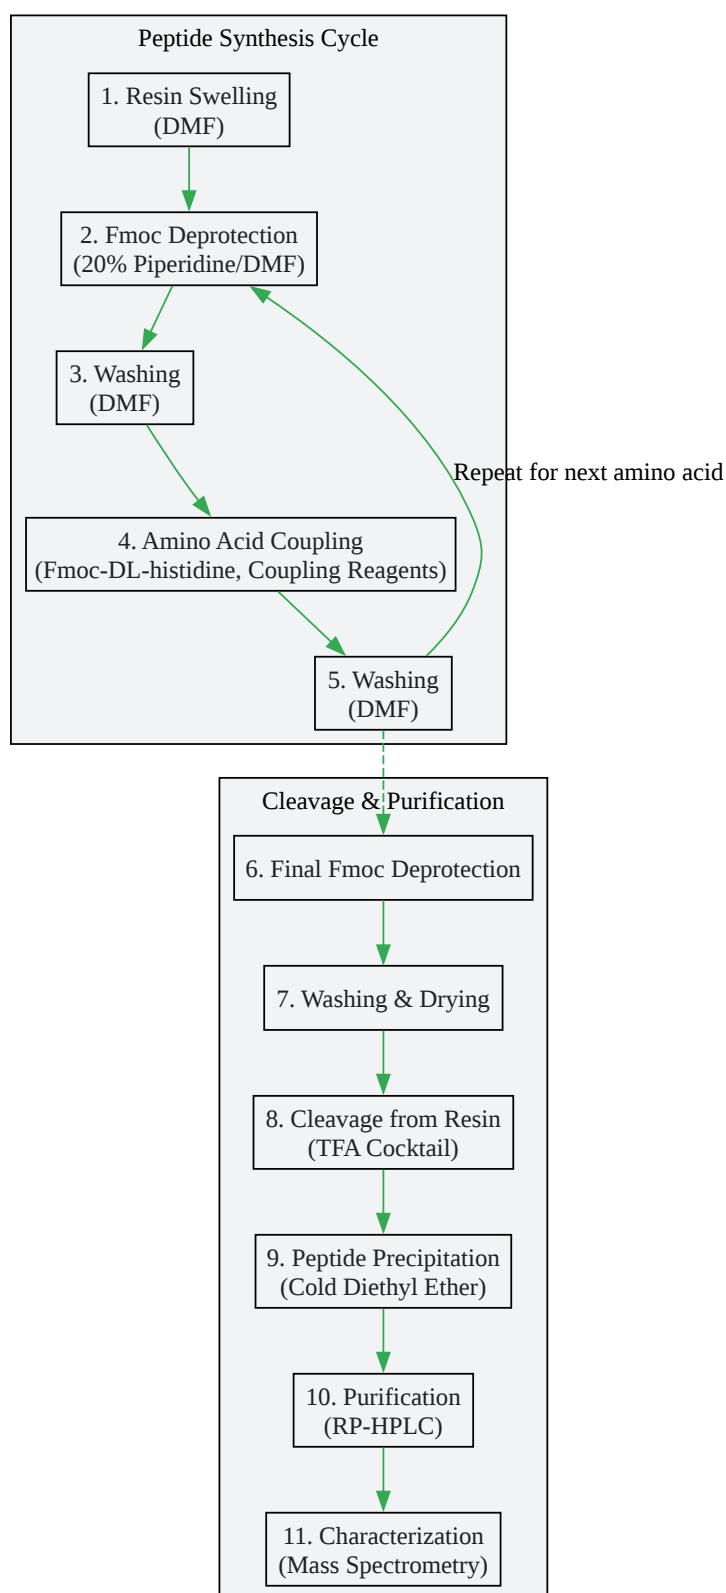 Peptide Synthesis Cycle
1. Resin Swelling
(DMF)
2. Fmoc Deprotection
(20% Piperidine/DMF)
3. Washing
(DMF)
Repeat for next amino acid
4. Amino Acid Coupling
(Fmoc-DL-histidine, Coupling Reagents)
5. Washing
(DMF)
Cleavage & Purification
6. Final Fmoc Deprotection
7. Washing & Drying
8. Cleavage from Resin
(TFA Cocktail)
9. Peptide Precipitation
(Cold Diethyl Ether)
10. Purification
(RP-HPLC)
11. Characterization
(Mass Spectrometry)